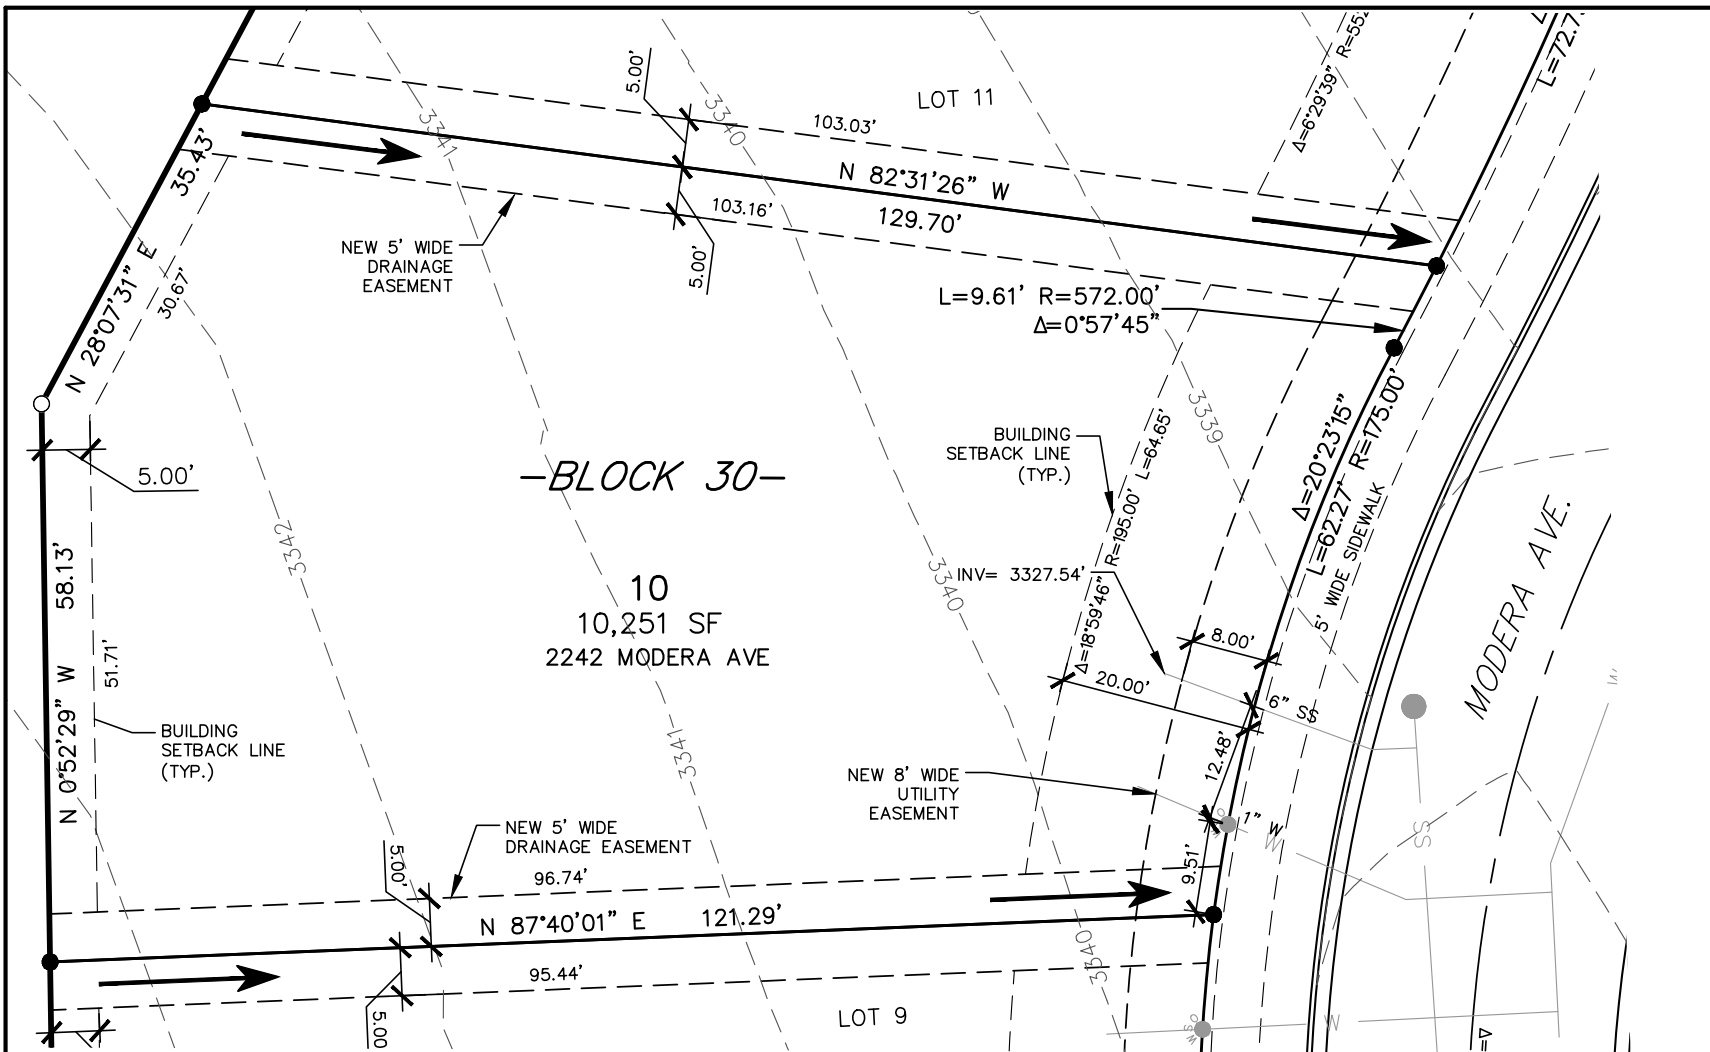 Δ=6°29'39" R=552
L=72.7
5.00'
LOT 11
3341
3340
103.03'
35.43'
N 82°31'26" W
103.16'
129.70'
NEW 5' WIDE
DRAINAGE
EASEMENT
5.00'
N 28°07'31" E
30.67'
L=9.61' R=572.00'
Δ=0°57'45"
3339
BUILDING
SETBACK LINE
(TYP.)
Δ=18°59'46" R=195.00' L=64.65'
Δ=20°23'15"
L=62.27' R=175.00'
5' WIDE SIDEWALK
5.00'
-BLOCK 30-
MODERA AVE.
3342
58.13'
N 0°52'29" W
51.71'
10
10,251 SF
2242 MODERA AVE
3340
INV= 3327.54'
8.00'
20.00'
6" SS
W
BUILDING
SETBACK LINE
(TYP.)
3341
12.48'
NEW 8' WIDE
UTILITY
EASEMENT
1" W
W
SS
NEW 5' WIDE
DRAINAGE EASEMENT
5.00'
96.74'
9.51'
N 87°40'01" E 121.29'
95.44'
3340
5.00
LOT 9
WSO
W
Δ=